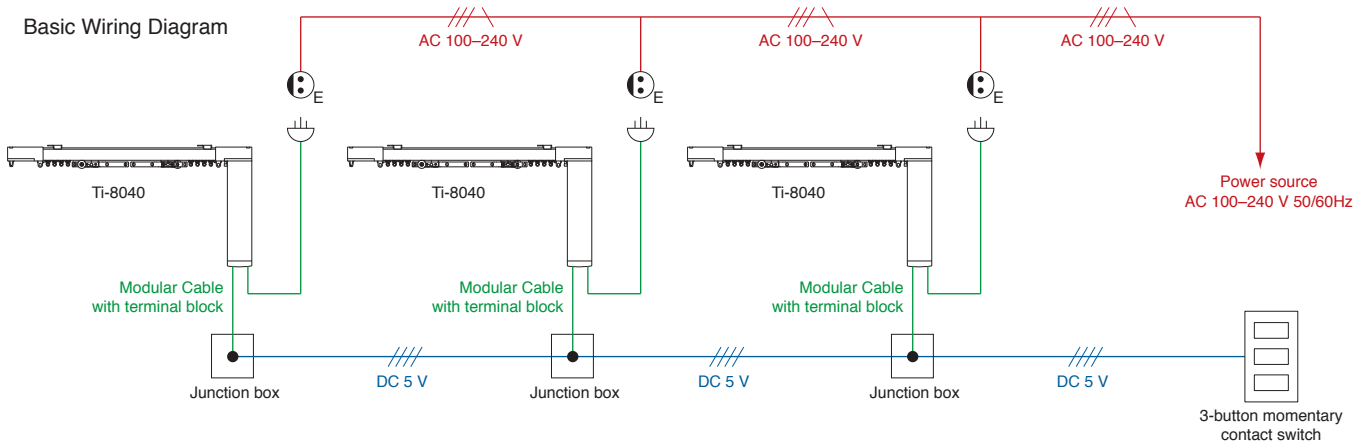 Basic Wiring Diagram
AC 100–240 V
AC 100–240 V
AC 100–240 V
E
E
E
Ti-8040
Ti-8040
Ti-8040
Power source
AC 100–240 V 50/60Hz
Modular Cable
with terminal block
Modular Cable
with terminal block
Modular Cable
with terminal block
DC 5 V
DC 5 V
DC 5 V
Junction box
Junction box
Junction box
3-button momentary
contact switch